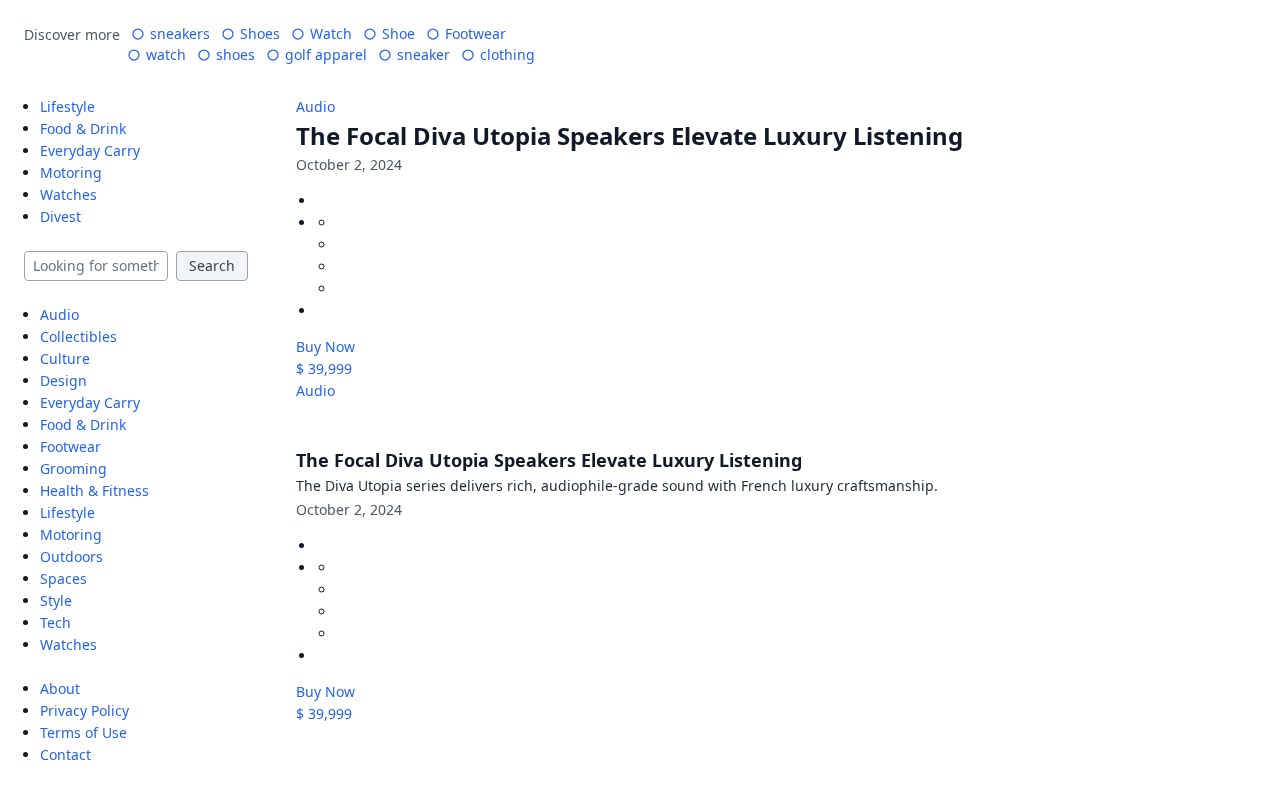 Discover more
sneakers Shoes Watch Shoe Footwear
watch shoes golf apparel sneaker clothing
Lifestyle
Food & Drink
Everyday Carry
Motoring
Watches
Divest
Looking for someth
Search
Audio
Collectibles
Culture
Design
Everyday Carry
Food & Drink
Footwear
Grooming
Health & Fitness
Lifestyle
Motoring
Outdoors
Spaces
Style
Tech
Watches
About
Privacy Policy
Terms of Use
Contact
Audio
The Focal Diva Utopia Speakers Elevate Luxury Listening
October 2, 2024
Buy Now
$ 39,999
Audio
The Focal Diva Utopia Speakers Elevate Luxury Listening
The Diva Utopia series delivers rich, audiophile-grade sound with French luxury craftsmanship.
October 2, 2024
Buy Now
$ 39,999